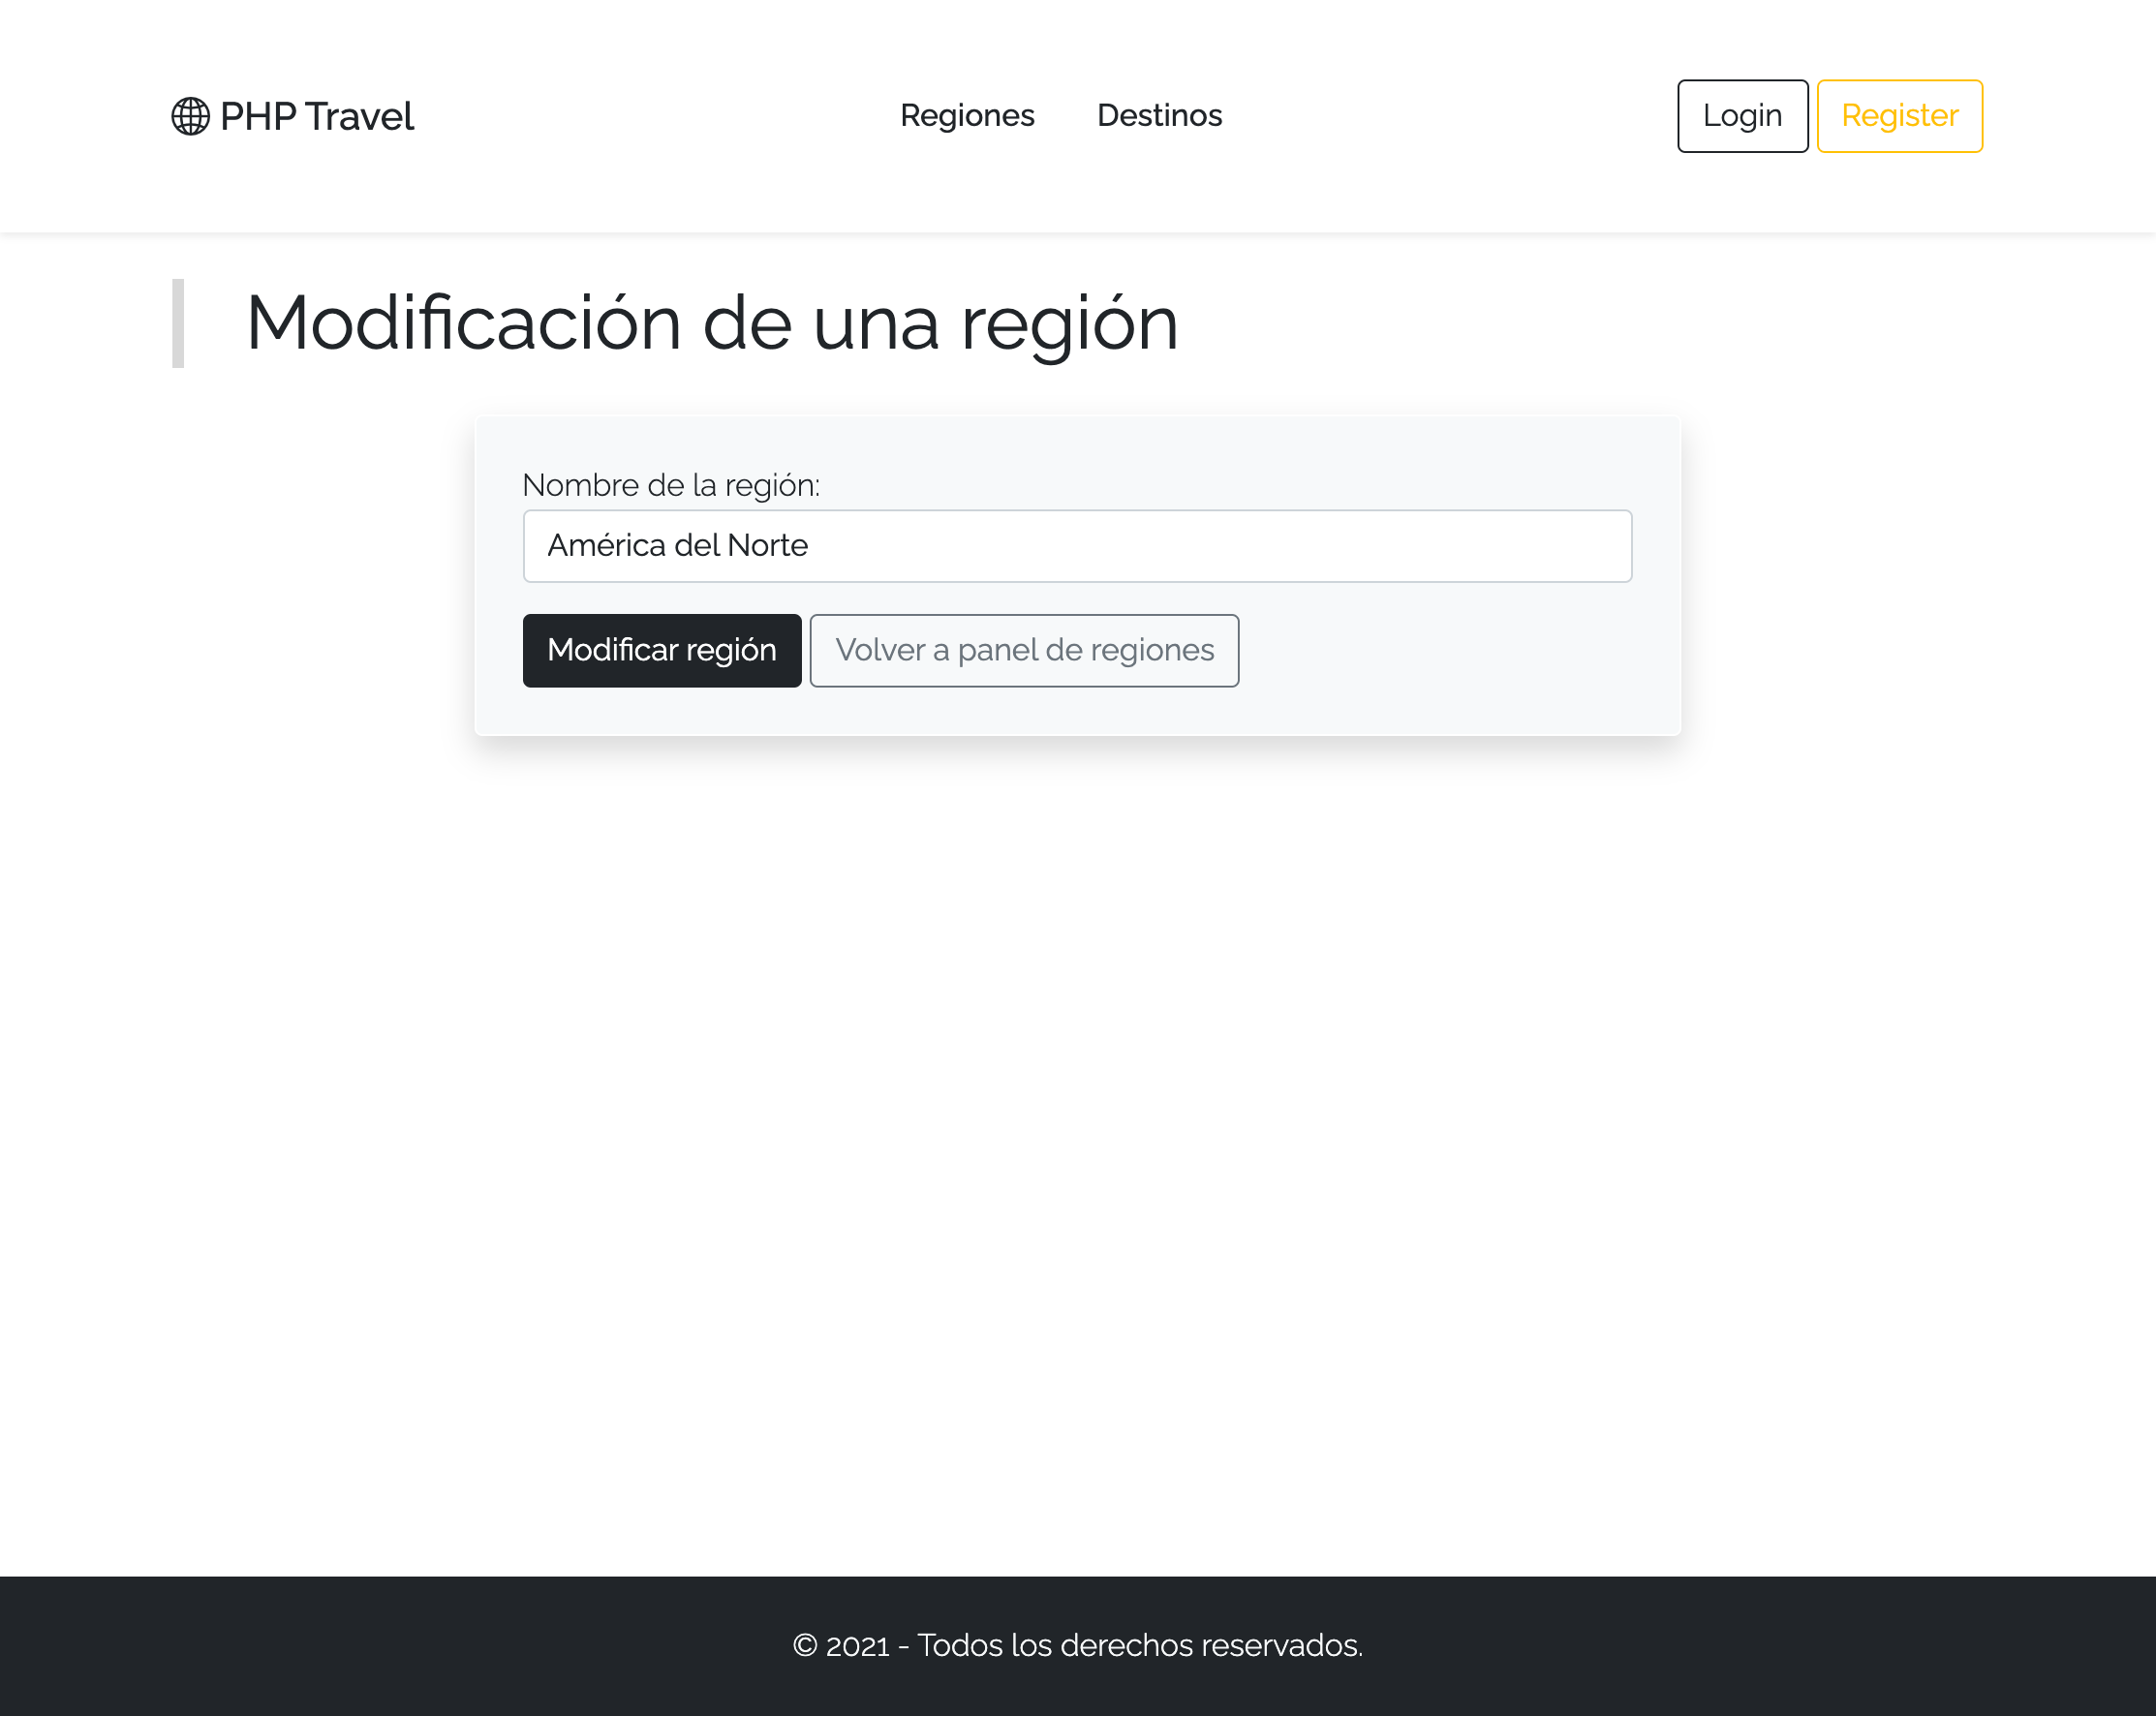 PHP Travel
Regiones Destinos
Login Register
Modificación de una región
Nombre de la región:
América del Norte
Modificar región Volver a panel de regiones
© 2021 - Todos los derechos reservados.